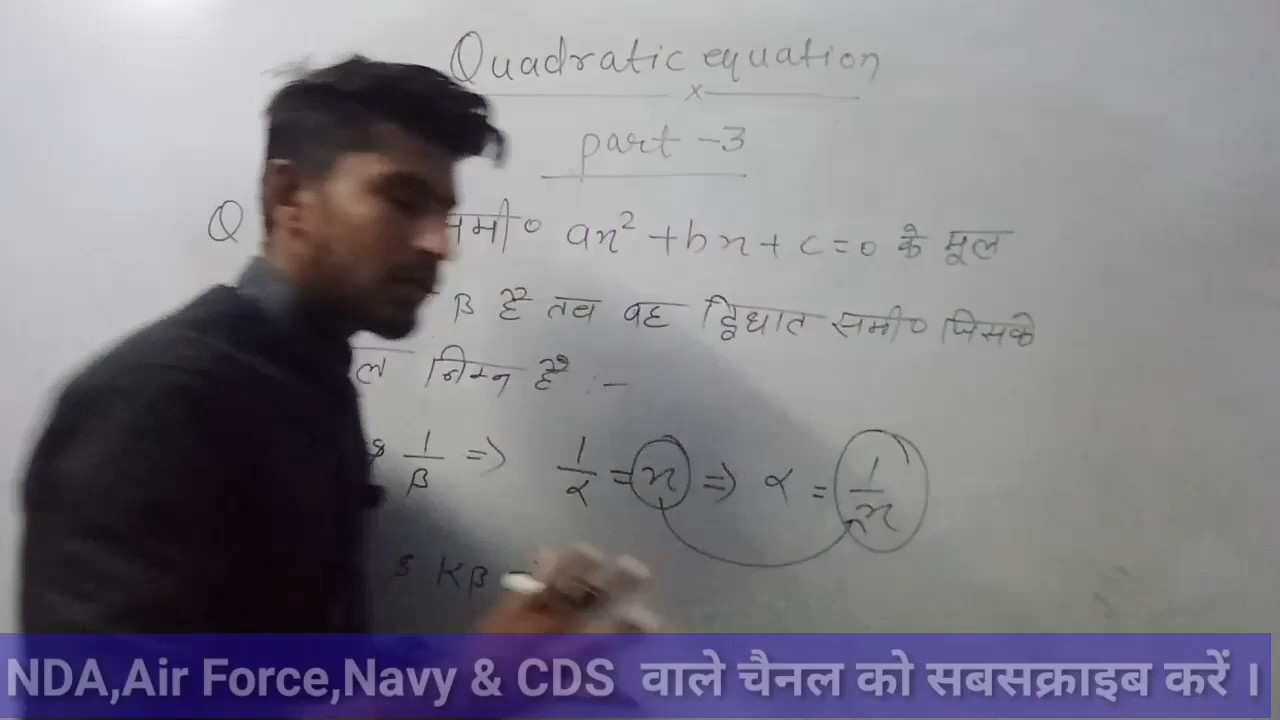 Quadratic equation
x
part -3
Q समी० ax² + bx + c = 0 के मूल
β है तब वह द्विघात समी० जिसके
ल निम्न है :-
& 1/β => 1/α = x => α = 1/x
& Kβ
NDA,Air Force,Navy & CDS वाले चैनल को सबसक्राइब करें ।